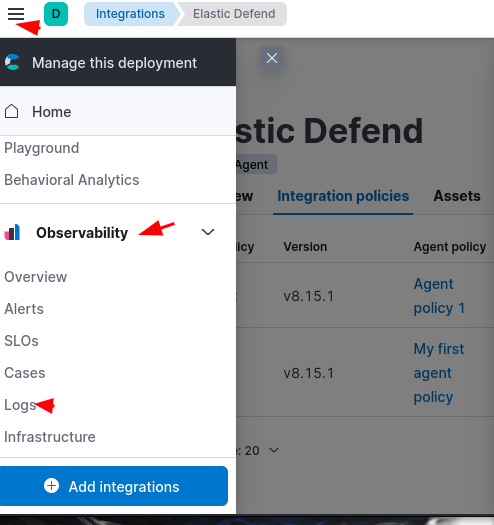 D
Integrations
Elastic Defend
Manage this deployment
Home
Playground
Behavioral Analytics
Observability
Overview
Alerts
SLOs
Cases
Logs
Infrastructure
Add integrations
stic Defend
Agent
ew
Integration policies
Assets
licy
Version
Agent policy
v8.15.1
Agent
policy 1
v8.15.1
My first
agent
policy
e: 20